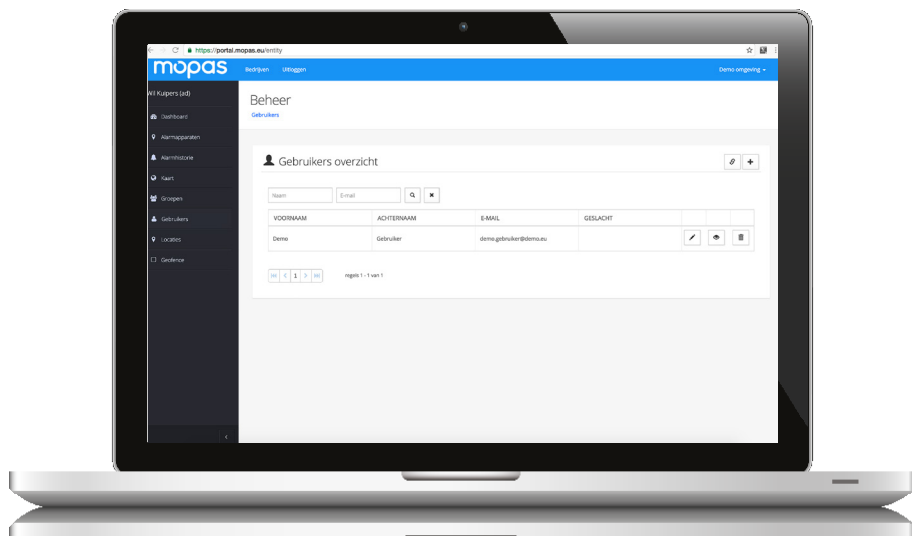 https://portal.mopas.eu/entity
mopas
Bedrijven Uitloggen
Demo omgeving
Wil Kuipers (ad)
Dashboard
Alarmapparaten
Alarmhistorie
Kaart
Groepen
Gebruikers
Locaties
Geofence
Beheer
Gebruikers
Gebruikers overzicht
Naam E-mail
VOORNAAM ACHTERNAAM E-MAIL GESLACHT
Demo Gebruiker demo.gebruiker@demo.eu
1 regels 1 - 1 van 1